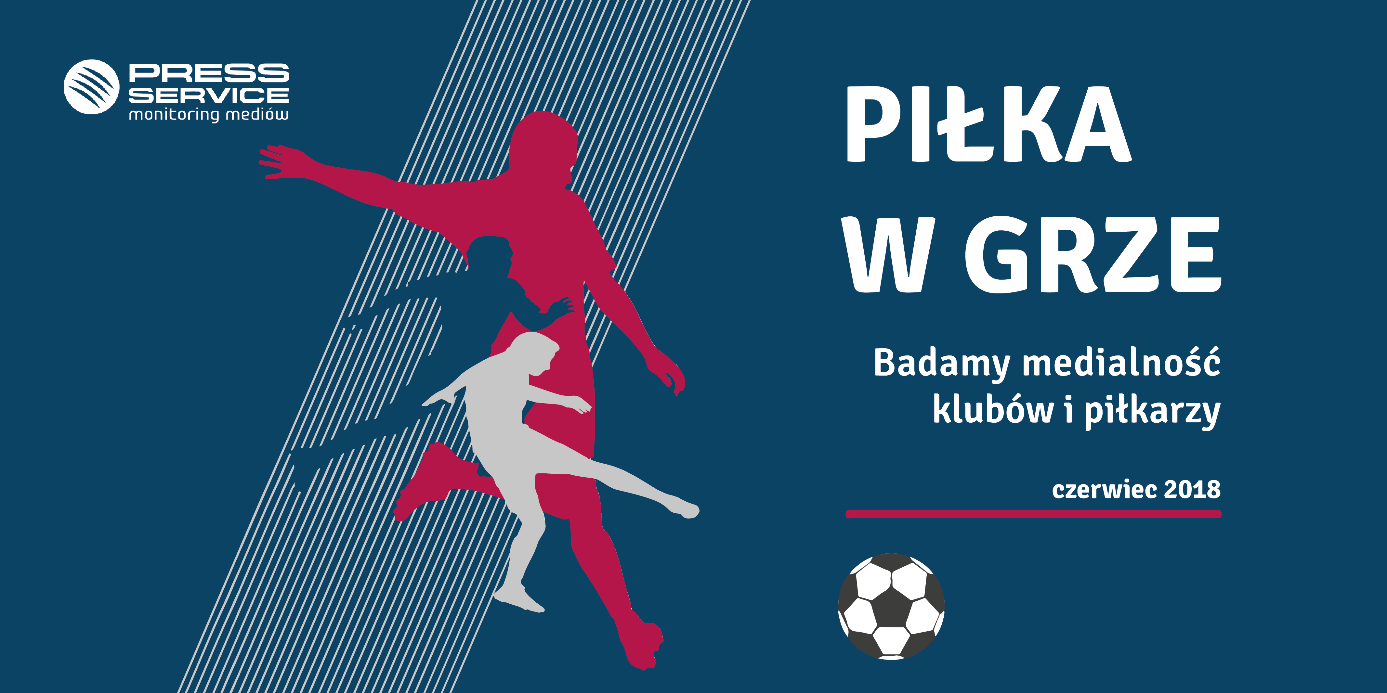 PRESS
SERVICE
monitoring mediów
PIŁKA
W GRZE
Badamy medialność
klubów i piłkarzy
czerwiec 2018